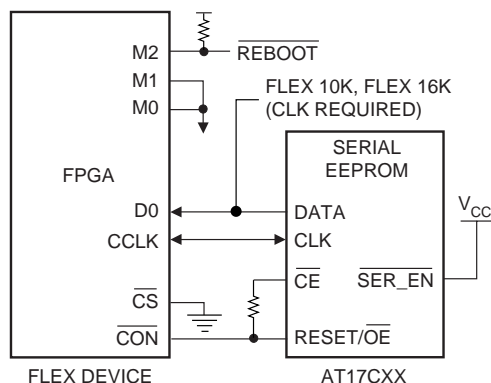 M2
REBOOT
M1
M0
FLEX 10K, FLEX 16K
(CLK REQUIRED)
SERIAL
EEPROM
FPGA
D0
DATA
CCLK
CLK
VCC
CE
SER_EN
CS
CON
RESET/OE
FLEX DEVICE
AT17CXX